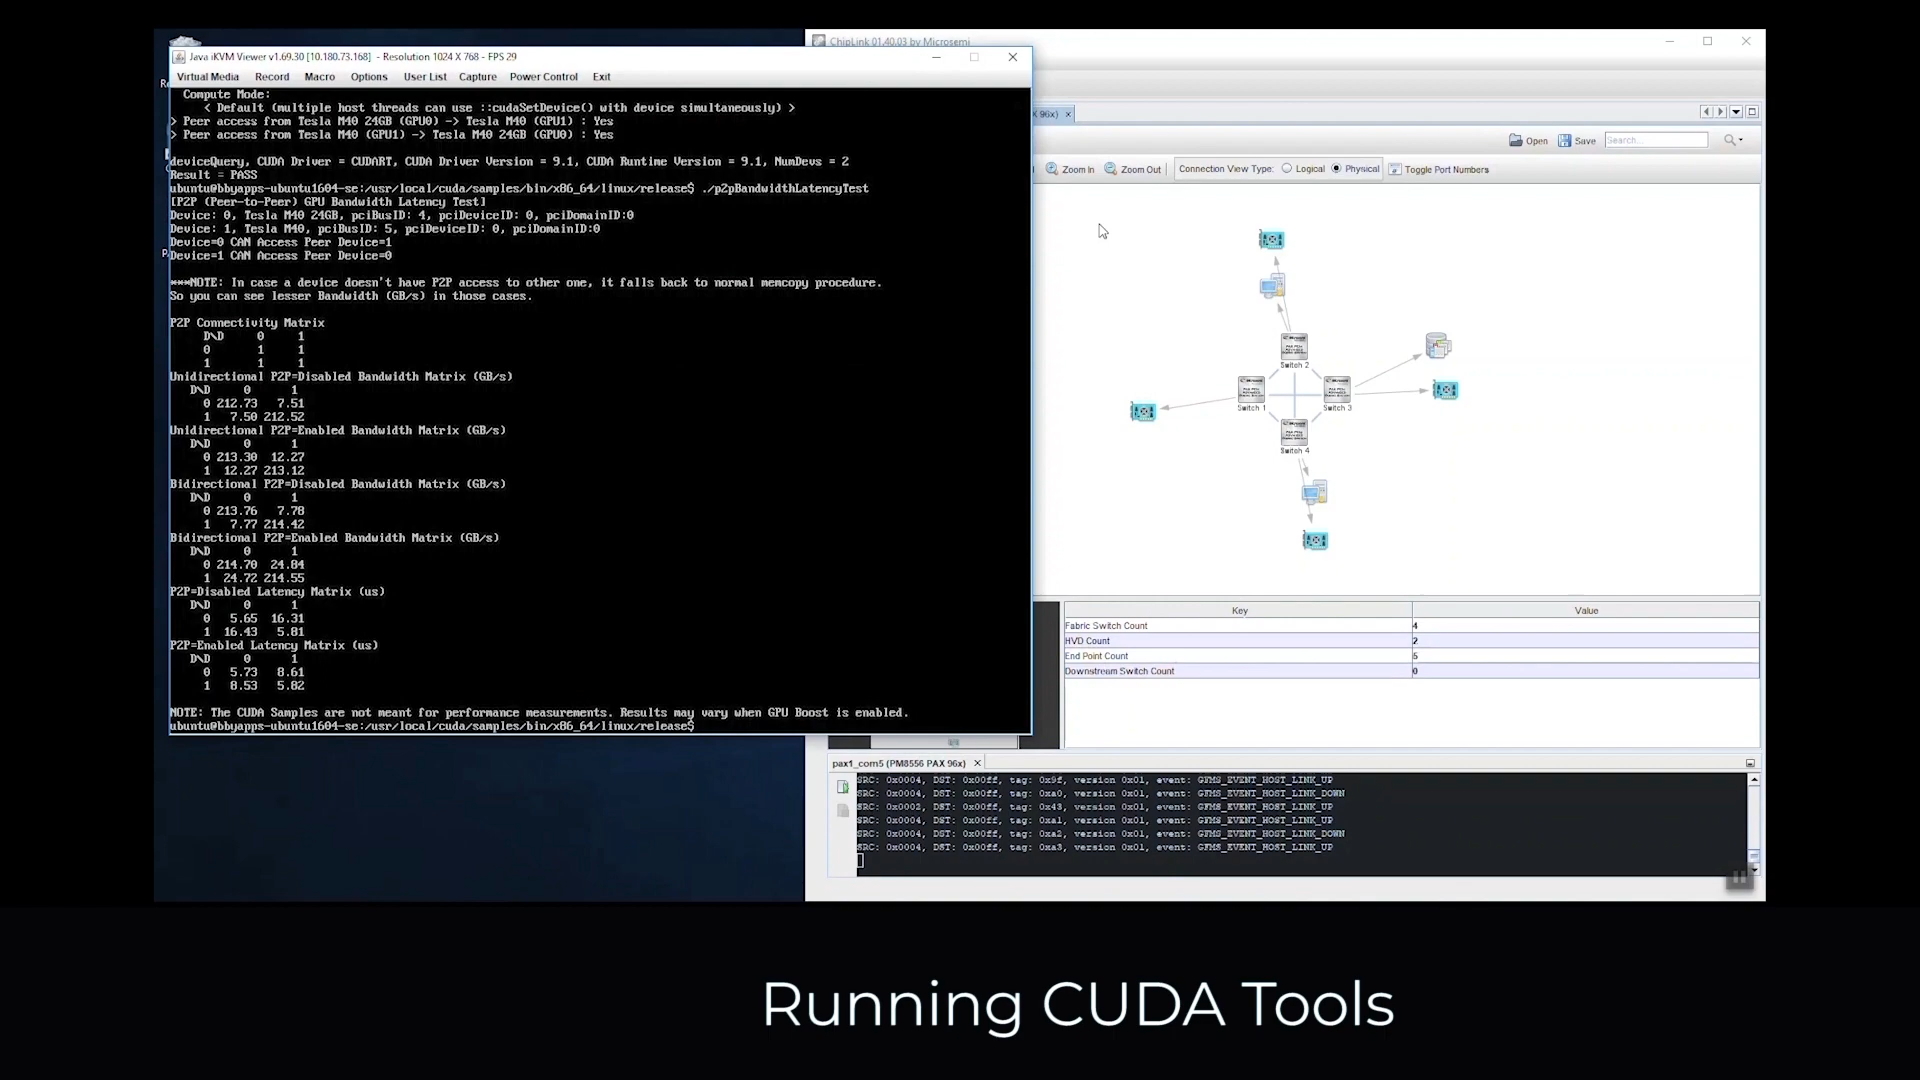 Java iKVM Viewer v1.69.30 [10.180.73.168] - Resolution 1024 X 768 - FPS 29
Virtual Media Record Macro Options User List Capture Power Control Exit
Compute Mode:
< Default (multiple host threads can use ::cudaSetDevice() with device simultaneously) >
> Peer access from Tesla M40 24GB (GPU0) -> Tesla M40 (GPU1) : Yes
> Peer access from Tesla M40 (GPU1) -> Tesla M40 24GB (GPU0) : Yes
deviceQuery, CUDA Driver = CUDART, CUDA Driver Version = 9.1, CUDA Runtime Version = 9.1, NumDevs = 2
Result = PASS
ubuntu@bbyapps-ubuntu1604-se:/usr/local/cuda/samples/bin/x86_64/linux/release$ ./p2pBandwidthLatencyTest
[P2P (Peer-to-Peer) GPU Bandwidth Latency Test]
Device: 0, Tesla M40 24GB, pciBusID: 4, pciDeviceID: 0, pciDomainID:0
Device: 1, Tesla M40, pciBusID: 5, pciDeviceID: 0, pciDomainID:0
Device=0 CAN Access Peer Device=1
Device=1 CAN Access Peer Device=0
***NOTE: In case a device doesn't have P2P access to other one, it falls back to normal memcopy procedure.
So you can see lesser Bandwidth (GB/s) in those cases.
P2P Connectivity Matrix
D\D 0 1
0 1 1
1 1 1
Unidirectional P2P=Disabled Bandwidth Matrix (GB/s)
D\D 0 1
0 212.73 7.51
1 7.50 212.52
Unidirectional P2P=Enabled Bandwidth Matrix (GB/s)
D\D 0 1
0 213.30 12.27
1 12.27 213.12
Bidirectional P2P=Disabled Bandwidth Matrix (GB/s)
D\D 0 1
0 213.76 7.78
1 7.77 214.42
Bidirectional P2P=Enabled Bandwidth Matrix (GB/s)
D\D 0 1
0 214.70 24.84
1 24.72 214.55
P2P=Disabled Latency Matrix (us)
D\D 0 1
0 5.65 16.31
1 16.43 5.81
P2P=Enabled Latency Matrix (us)
D\D 0 1
0 5.73 8.61
1 8.53 5.82
NOTE: The CUDA Samples are not meant for performance measurements. Results may vary when GPU Boost is enabled.
ubuntu@bbyapps-ubuntu1604-se:/usr/local/cuda/samples/bin/x86_64/linux/release$
ChipLink 01.40.03 by Microsemi
96x)
Open Save Search...
Zoom In Zoom Out Connection View Type: Logical Physical Toggle Port Numbers
Switch 2
Switch 1
Switch 3
Switch 4
Key Value
Fabric Switch Count 4
HVD Count 2
End Point Count 5
Downstream Switch Count 0
pax1_com5 (PM8556 PAX 96x)
SRC: 0x0004, DST: 0x00ff, tag: 0x9f, version 0x01, event: GFMS_EVENT_HOST_LINK_UP
SRC: 0x0004, DST: 0x00ff, tag: 0xa0, version 0x01, event: GFMS_EVENT_HOST_LINK_DOWN
SRC: 0x0002, DST: 0x00ff, tag: 0x43, version 0x01, event: GFMS_EVENT_HOST_LINK_UP
SRC: 0x0004, DST: 0x00ff, tag: 0xa1, version 0x01, event: GFMS_EVENT_HOST_LINK_UP
SRC: 0x0004, DST: 0x00ff, tag: 0xa2, version 0x01, event: GFMS_EVENT_HOST_LINK_DOWN
SRC: 0x0004, DST: 0x00ff, tag: 0xa3, version 0x01, event: GFMS_EVENT_HOST_LINK_UP
Running CUDA Tools